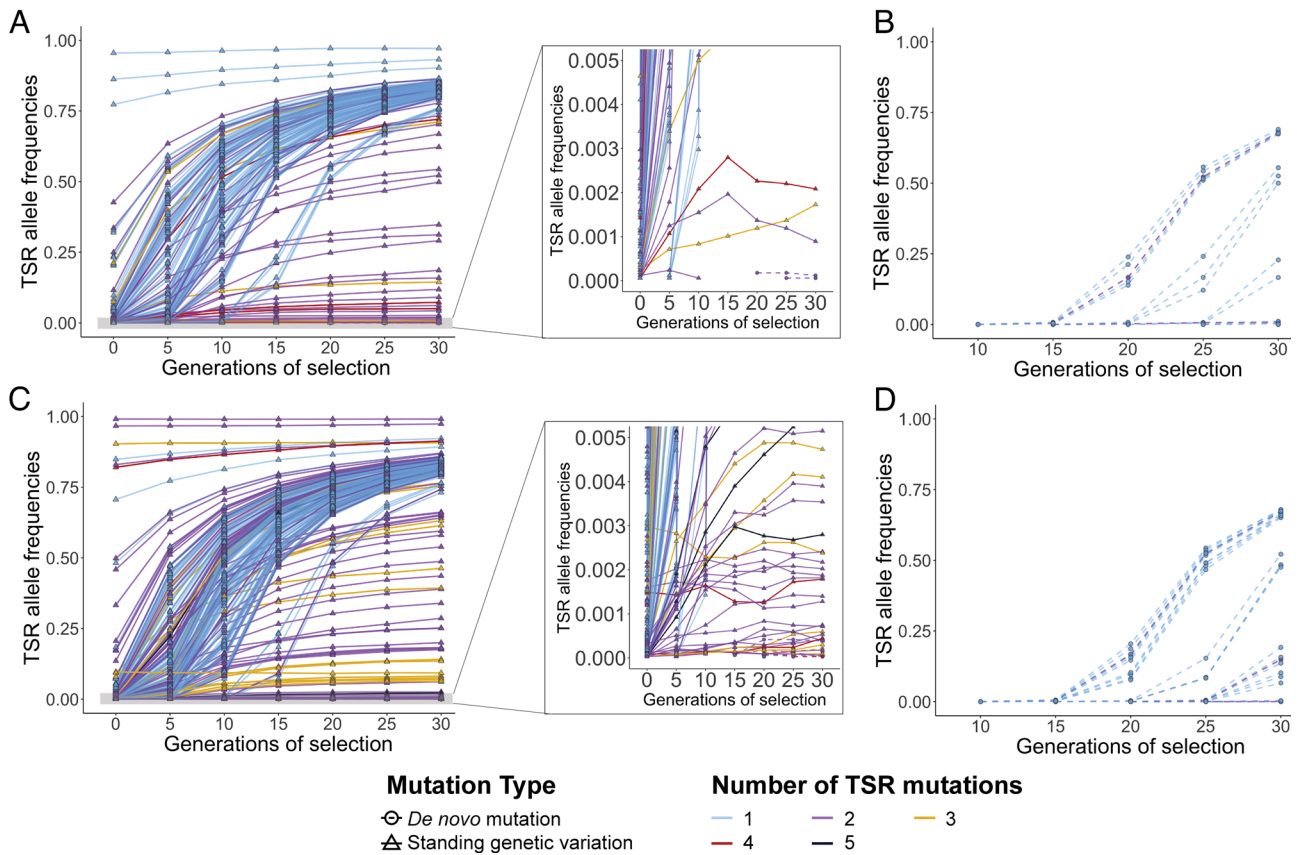 A
TSR allele frequencies
1.00
0.75
0.50
0.25
0.00
0 5 10 15 20 25 30
Generations of selection
TSR allele frequencies
0.005
0.004
0.003
0.002
0.001
0.000
0 5 10 15 20 25 30
Generations of selection
B
TSR allele frequencies
1.00
0.75
0.50
0.25
0.00
10 15 20 25 30
Generations of selection
C
TSR allele frequencies
1.00
0.75
0.50
0.25
0.00
0 5 10 15 20 25 30
Generations of selection
TSR allele frequencies
0.005
0.004
0.003
0.002
0.001
0.000
0 5 10 15 20 25 30
Generations of selection
D
TSR allele frequencies
1.00
0.75
0.50
0.25
0.00
10 15 20 25 30
Generations of selection
Mutation Type
De novo mutation
Standing genetic variation
Number of TSR mutations
1 2 3
4 5